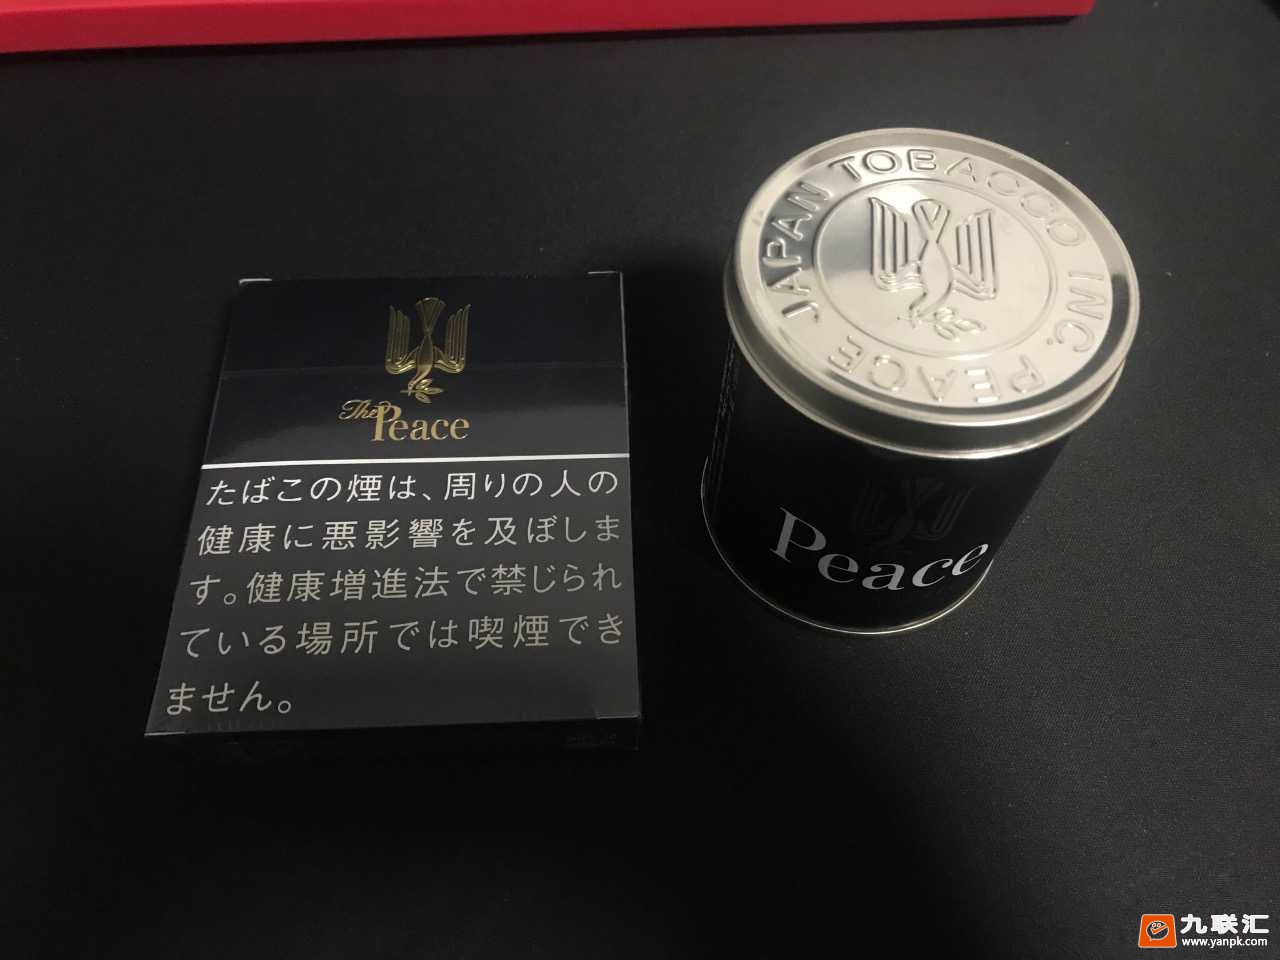 The
Peace
たばこの煙は、周りの人の
健康に悪影響を及ぼしま
す。健康増進法で禁じられ
ている場所では喫煙でき
ません。
JAPAN TOBACCO INC. PEACE
Peace
九联汇
www.yanpk.com